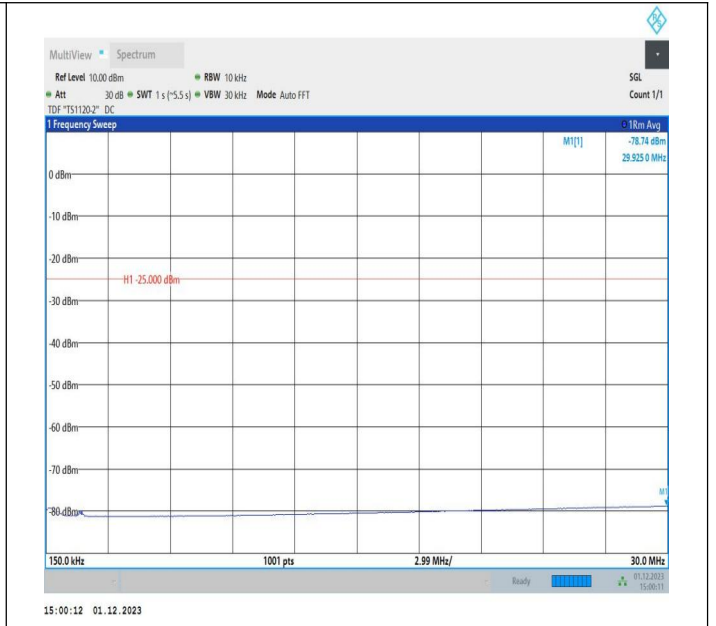 R S
MultiView Spectrum
Ref Level 10.00 dBm RBW 10 kHz SGL
Att 30 dB SWT 1 s (~5.5 s) VBW 30 kHz Mode Auto FFT Count 1/1
TDF "TS1120-2" DC
1 Frequency Sweep 1Rm Avg
M1[1] -78.74 dBm
29.925 0 MHz
0 dBm
-10 dBm
-20 dBm
H1 -25.000 dBm
-30 dBm
-40 dBm
-50 dBm
-60 dBm
-70 dBm
M1
-80 dBm
150.0 kHz 1001 pts 2.99 MHz/ 30.0 MHz
Ready 01.12.2023
15:00:11
15:00:12 01.12.2023